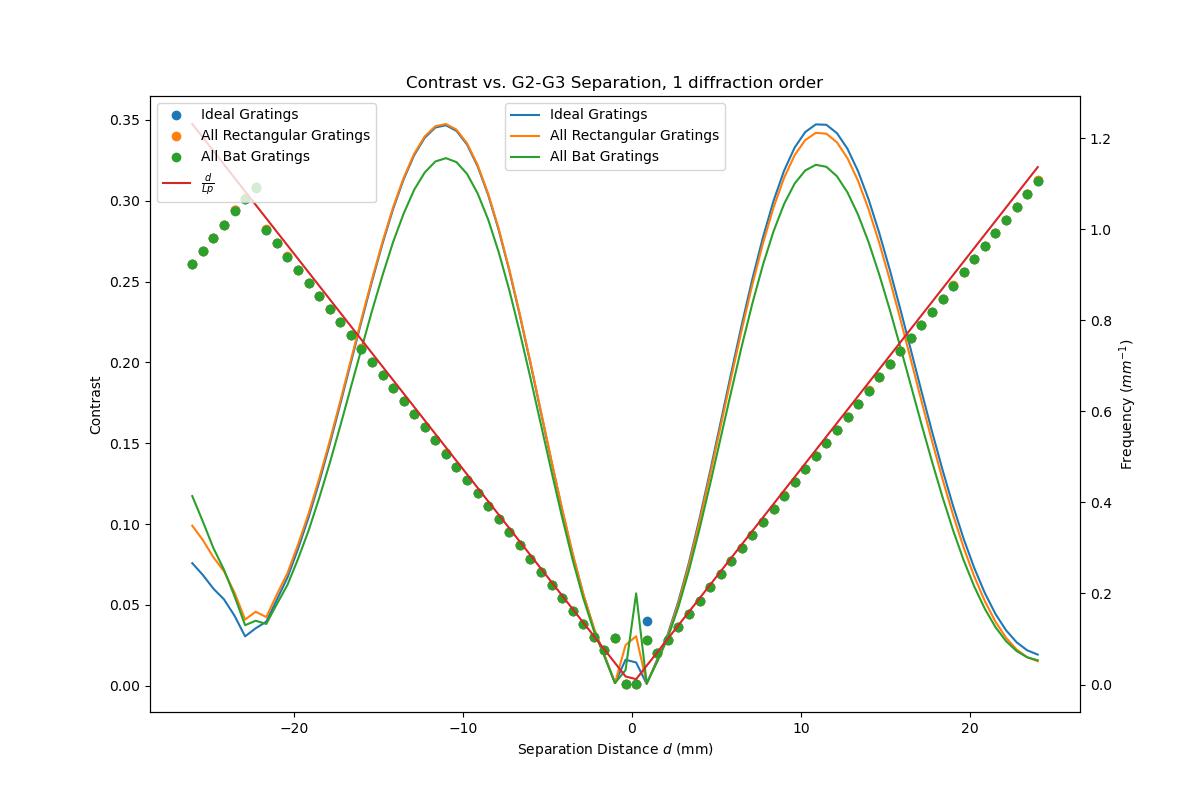 Contrast vs. G2-G3 Separation, 1 diffraction order
Ideal Gratings
All Rectangular Gratings
All Bat Gratings
d
Lp
Ideal Gratings
All Rectangular Gratings
All Bat Gratings
0.35
0.30
0.25
0.20
0.15
0.10
0.05
0.00
Contrast
1.2
1.0
0.8
0.6
0.4
0.2
0.0
Frequency (mm⁻¹)
−20
−10
0
10
20
Separation Distance d (mm)